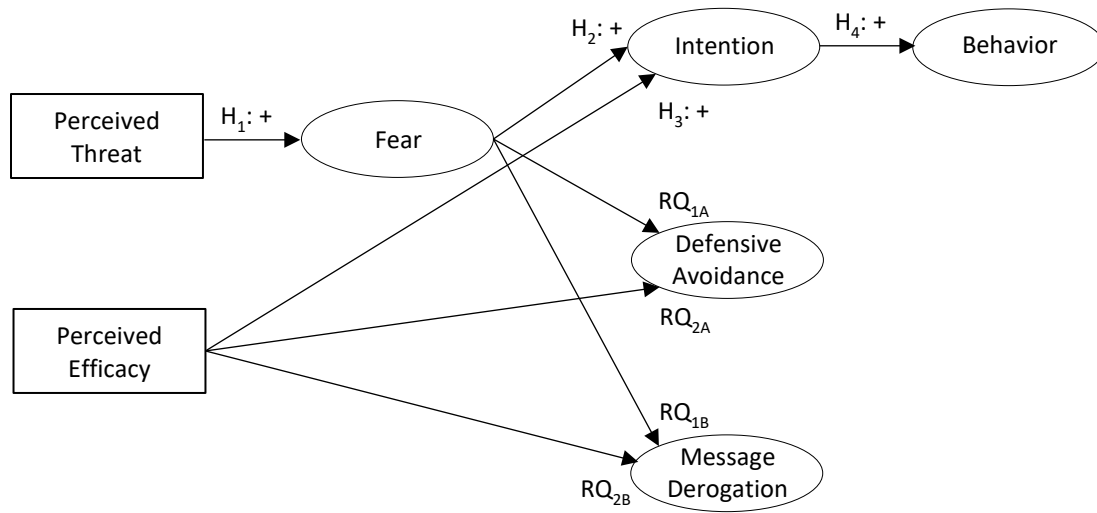 H₂: +
Intention
H₄: +
Behavior
Perceived
Threat
H₁: +
Fear
H₃: +
RQ₁ₐ
Defensive
Avoidance
RQ₂ₐ
Perceived
Efficacy
RQ1B
Message
Derogation
RQ2B